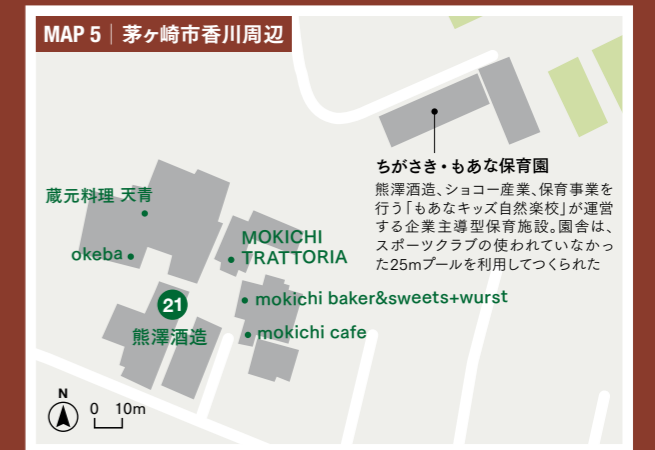 MAP 5｜茅ヶ崎市香川周辺
ちがさき・もあな保育園
熊澤酒造、ショコー産業、保育事業を
行う「もあなキッズ自然楽校」が運営
する企業主導型保育施設。園舎は、
スポーツクラブの使われていなかっ
た25mプールを利用してつくられた
蔵元料理 天青
okeba
MOKICHI
TRATTORIA
mokichi baker&sweets+wurst
mokichi cafe
21
熊澤酒造
N
0 10m